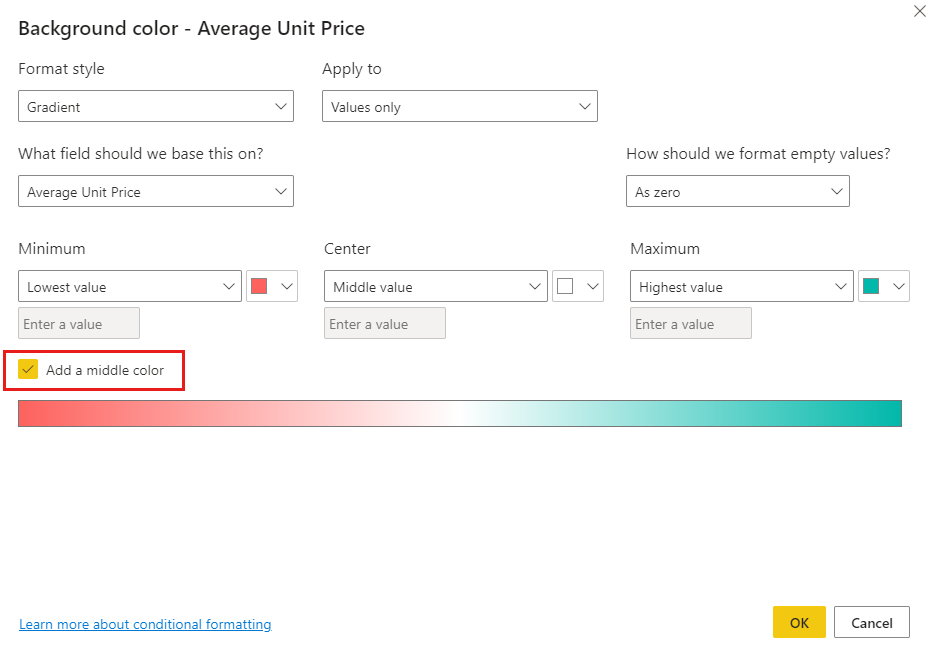 Background color - Average Unit Price
Format style
Apply to
Gradient
Values only
What field should we base this on?
How should we format empty values?
Average Unit Price
As zero
Minimum
Center
Maximum
Lowest value
Middle value
Highest value
Enter a value
Enter a value
Enter a value
Add a middle color
Learn more about conditional formatting
OK
Cancel